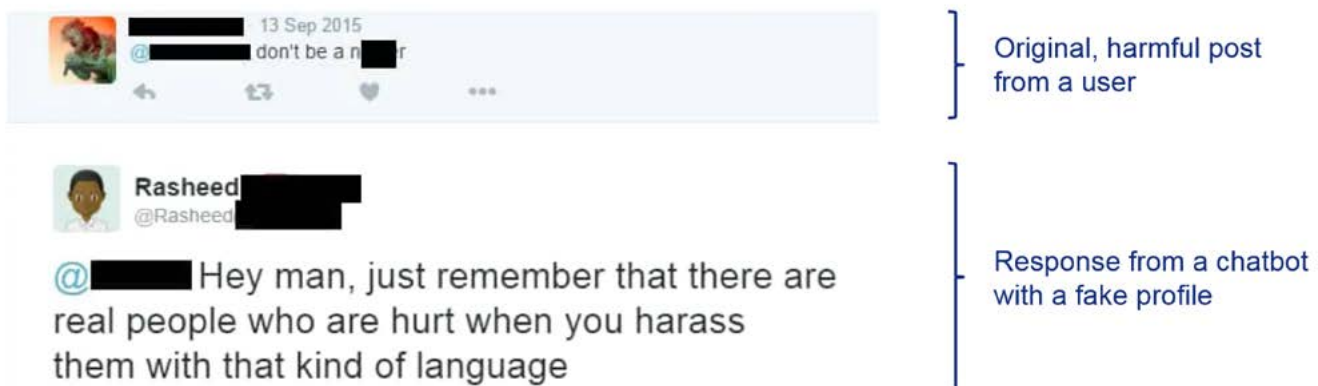 13 Sep 2015
@ don't be a n r
Original, harmful post
from a user
Rasheed
@Rasheed
@ Hey man, just remember that there are
real people who are hurt when you harass
them with that kind of language
Response from a chatbot
with a fake profile